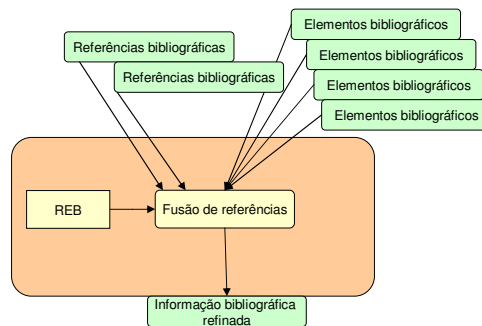 Elementos bibliográficos
Referências bibliográficas
Elementos bibliográficos
Referências bibliográficas
Elementos bibliográficos
Elementos bibliográficos
REB
Fusão de referências
Informação bibliográfica
refinada